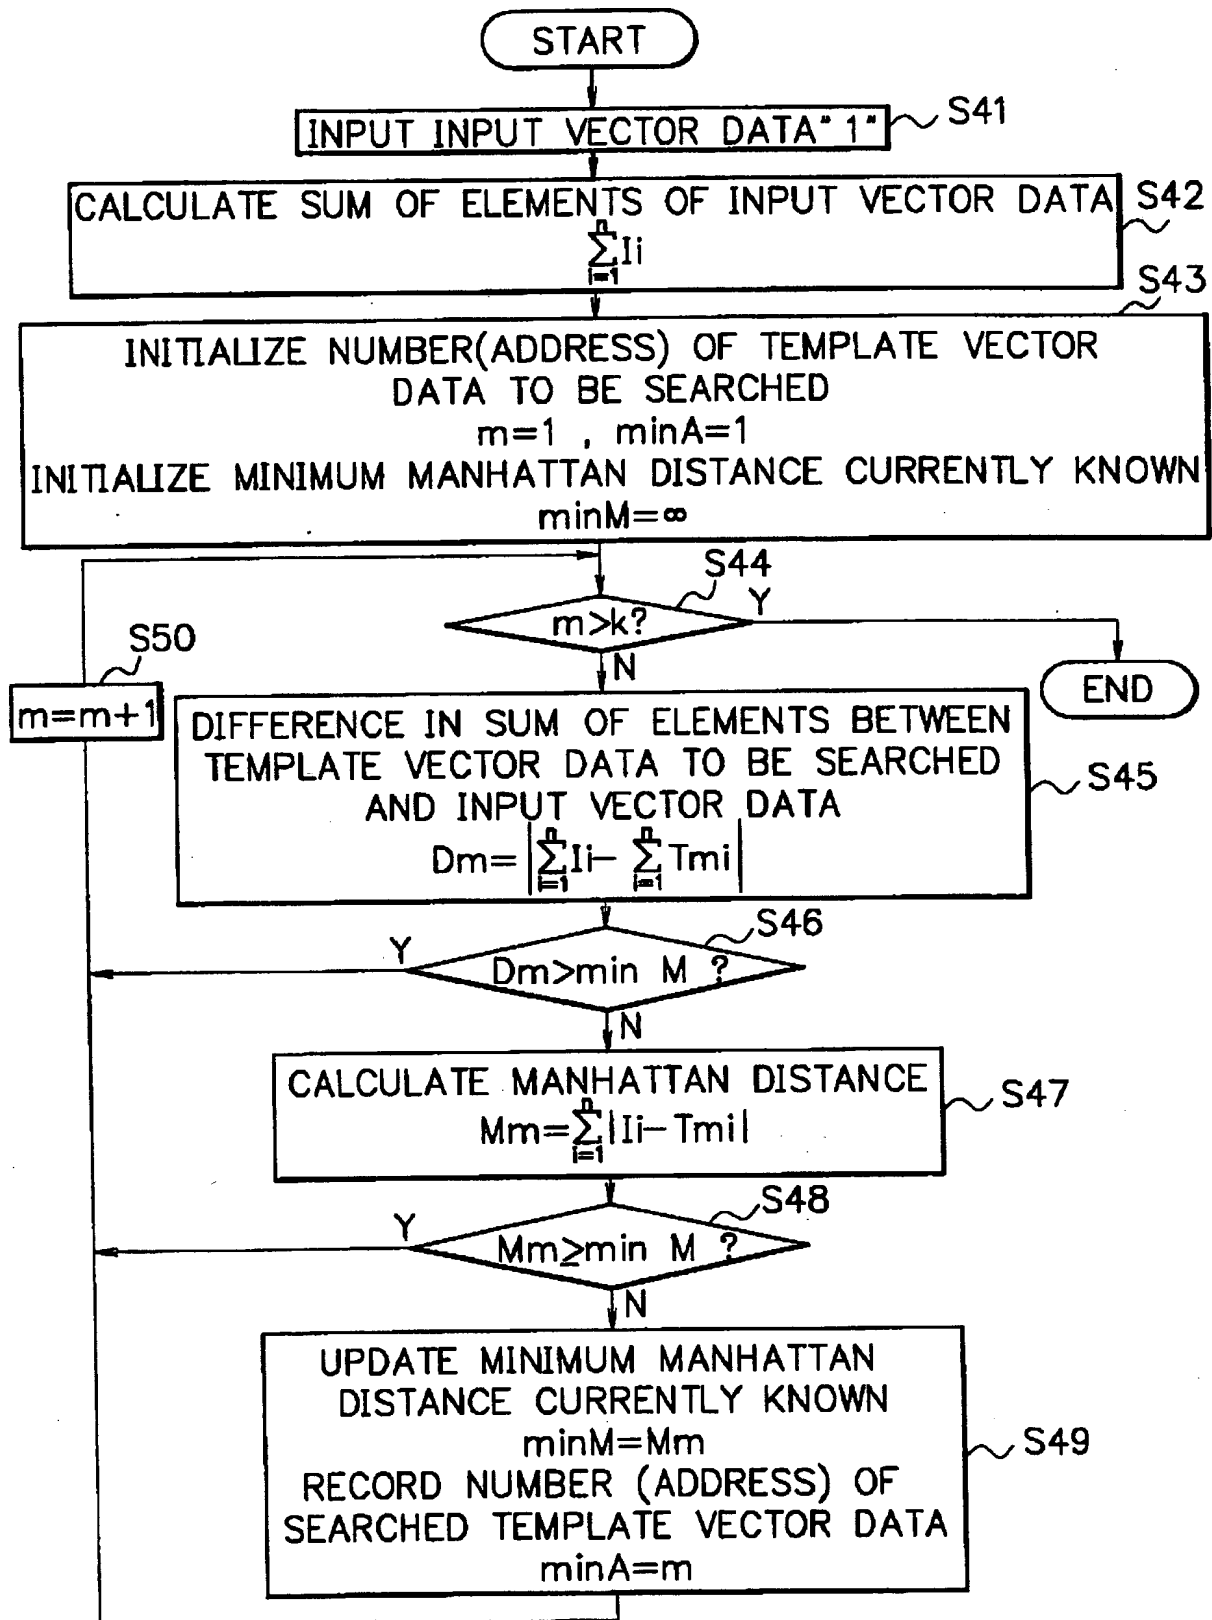 START
INPUT INPUT VECTOR DATA"1"
S41
CALCULATE SUM OF ELEMENTS OF INPUT VECTOR DATA
S42
n
∑Ii
i=1
S43
INITIALIZE NUMBER(ADDRESS) OF TEMPLATE VECTOR
DATA TO BE SEARCHED
m=1 , minA=1
INITIALIZE MINIMUM MANHATTAN DISTANCE CURRENTLY KNOWN
minM=∞
S44
m>k?
Y
N
END
S50
m=m+1
DIFFERENCE IN SUM OF ELEMENTS BETWEEN
TEMPLATE VECTOR DATA TO BE SEARCHED
AND INPUT VECTOR DATA
S45
n n
Dm=|∑Ii− ∑Tmi|
i=1 i=1
S46
Y
Dm>min M ?
N
CALCULATE MANHATTAN DISTANCE
S47
n
Mm=∑|Ii−Tmi|
i=1
S48
Y
Mm≥min M ?
N
UPDATE MINIMUM MANHATTAN
DISTANCE CURRENTLY KNOWN
minM=Mm
S49
RECORD NUMBER (ADDRESS) OF
SEARCHED TEMPLATE VECTOR DATA
minA=m